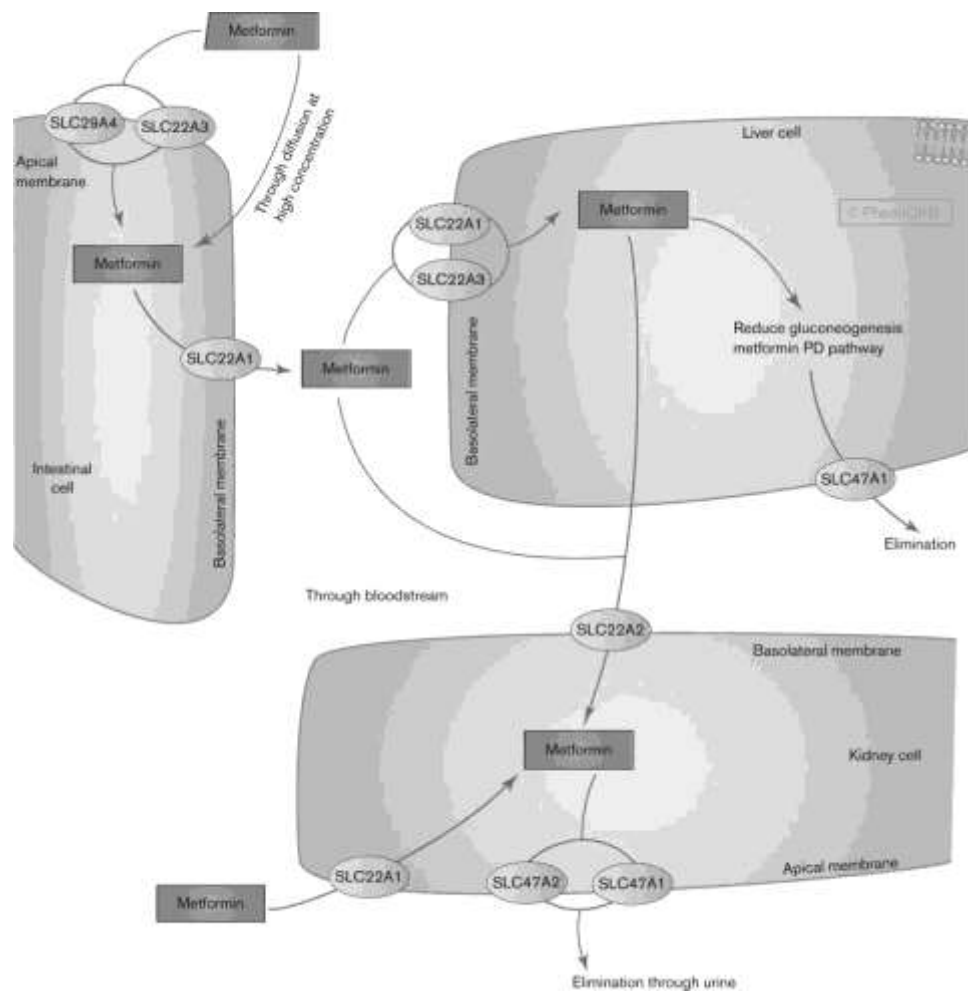 Metformin
SLC29A4
SLC22A3
Through diffusion at
high concentration
Apical
membrane
Metformin
SLC22A1
Basolateral membrane
Intestinal
cell
Metformin
Liver cell
© PharmGKB
SLC22A1
SLC22A3
Metformin
Basolateral membrane
Reduce gluconeogenesis
metformin PD pathway
SLC47A1
Elimination
Through bloodstream
SLC22A2
Basolateral membrane
Metformin
Kidney cell
Apical membrane
SLC22A1
SLC47A2
SLC47A1
Metformin
Elimination through urine